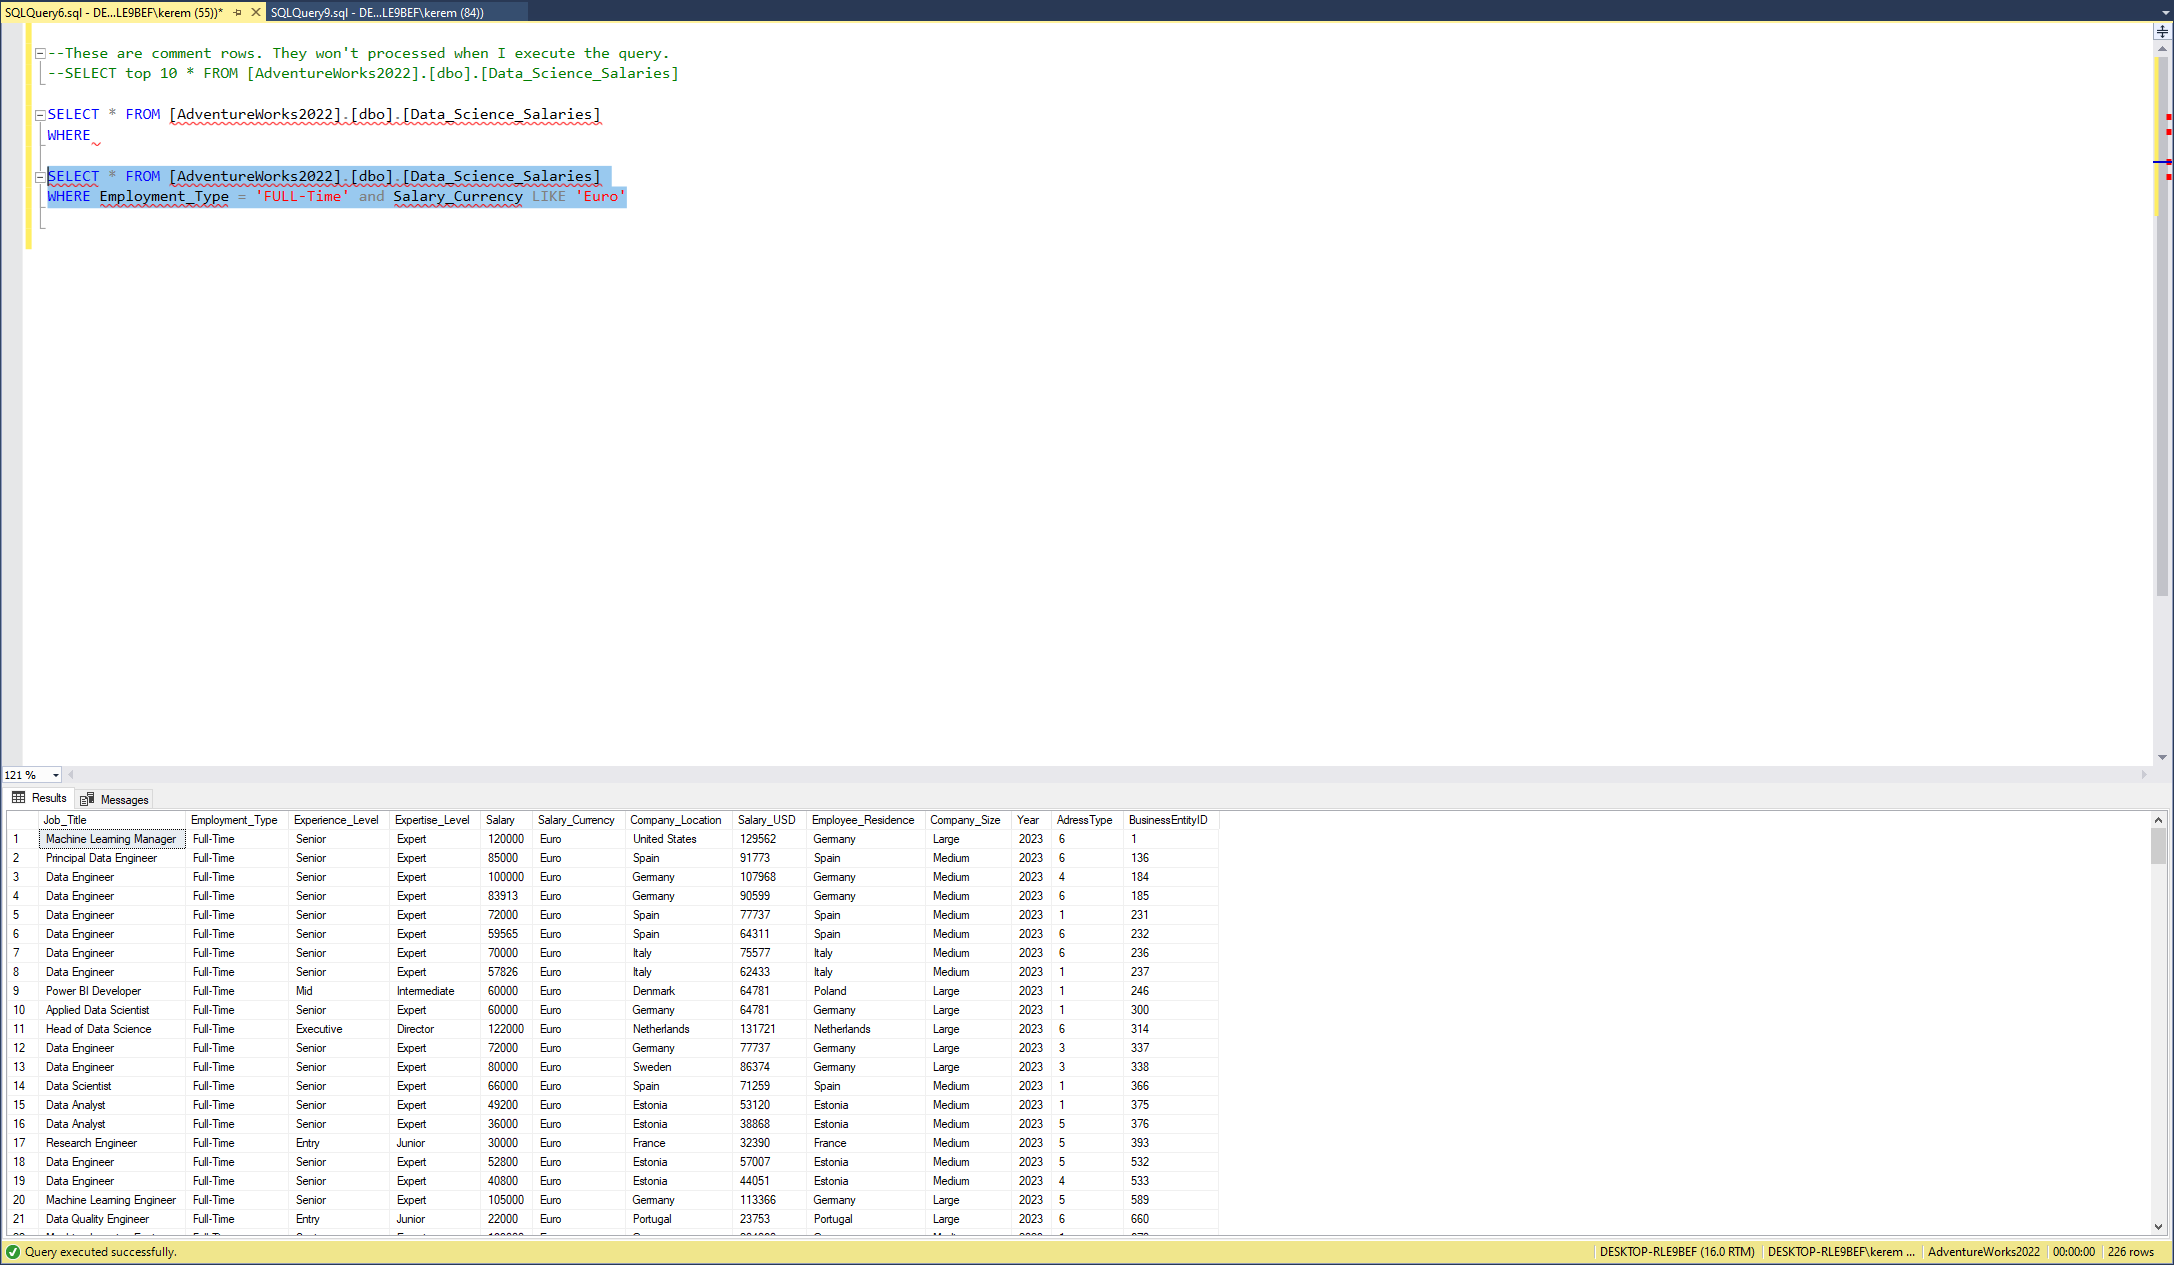 SQLQuery6.sql - DE...LE9BEF\kerem (55))* SQLQuery9.sql - DE...LE9BEF\kerem (84))
--These are comment rows. They won't processed when I execute the query.
--SELECT top 10 * FROM [AdventureWorks2022].[dbo].[Data_Science_Salaries]
SELECT * FROM [AdventureWorks2022].[dbo].[Data_Science_Salaries]
WHERE
SELECT * FROM [AdventureWorks2022].[dbo].[Data_Science_Salaries]
WHERE Employment_Type = 'FULL-Time' and Salary_Currency LIKE 'Euro'
121 %
Results Messages
Job_Title Employment_Type Experience_Level Expertise_Level Salary Salary_Currency Company_Location Salary_USD Employee_Residence Company_Size Year AdressType BusinessEntityID
1 Machine Learning Manager Full-Time Senior Expert 120000 Euro United States 129562 Germany Large 2023 6 1
2 Principal Data Engineer Full-Time Senior Expert 85000 Euro Spain 91773 Spain Medium 2023 6 136
3 Data Engineer Full-Time Senior Expert 100000 Euro Germany 107968 Germany Medium 2023 4 184
4 Data Engineer Full-Time Senior Expert 83913 Euro Germany 90599 Germany Medium 2023 6 185
5 Data Engineer Full-Time Senior Expert 72000 Euro Spain 77737 Spain Medium 2023 1 231
6 Data Engineer Full-Time Senior Expert 59565 Euro Spain 64311 Spain Medium 2023 6 232
7 Data Engineer Full-Time Senior Expert 70000 Euro Italy 75577 Italy Medium 2023 6 236
8 Data Engineer Full-Time Senior Expert 57826 Euro Italy 62433 Italy Medium 2023 1 237
9 Power BI Developer Full-Time Mid Intermediate 60000 Euro Denmark 64781 Poland Large 2023 1 246
10 Applied Data Scientist Full-Time Senior Expert 60000 Euro Germany 64781 Germany Large 2023 1 300
11 Head of Data Science Full-Time Executive Director 122000 Euro Netherlands 131721 Netherlands Large 2023 6 314
12 Data Engineer Full-Time Senior Expert 72000 Euro Germany 77737 Germany Large 2023 3 337
13 Data Engineer Full-Time Senior Expert 80000 Euro Sweden 86374 Germany Large 2023 3 338
14 Data Scientist Full-Time Senior Expert 66000 Euro Spain 71259 Spain Medium 2023 1 366
15 Data Analyst Full-Time Senior Expert 49200 Euro Estonia 53120 Estonia Medium 2023 1 375
16 Data Analyst Full-Time Senior Expert 36000 Euro Estonia 38868 Estonia Medium 2023 5 376
17 Research Engineer Full-Time Entry Junior 30000 Euro France 32390 France Medium 2023 5 393
18 Data Engineer Full-Time Senior Expert 52800 Euro Estonia 57007 Estonia Medium 2023 5 532
19 Data Engineer Full-Time Senior Expert 40800 Euro Estonia 44051 Estonia Medium 2023 4 533
20 Machine Learning Engineer Full-Time Senior Expert 105000 Euro Germany 113366 Germany Large 2023 5 589
21 Data Quality Engineer Full-Time Entry Junior 22000 Euro Portugal 23753 Portugal Large 2023 6 660
Query executed successfully. DESKTOP-RLE9BEF (16.0 RTM) DESKTOP-RLE9BEF\kerem ... AdventureWorks2022 00:00:00 226 rows